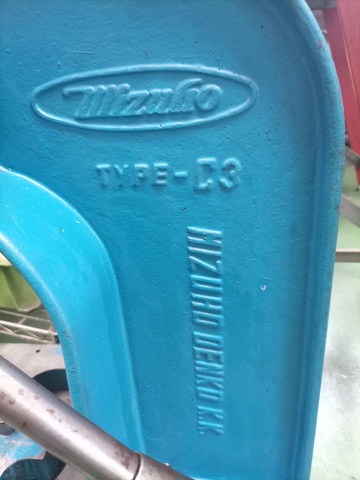 Mizuho
TYPE-C3
MIZUHO DENKO K.K.